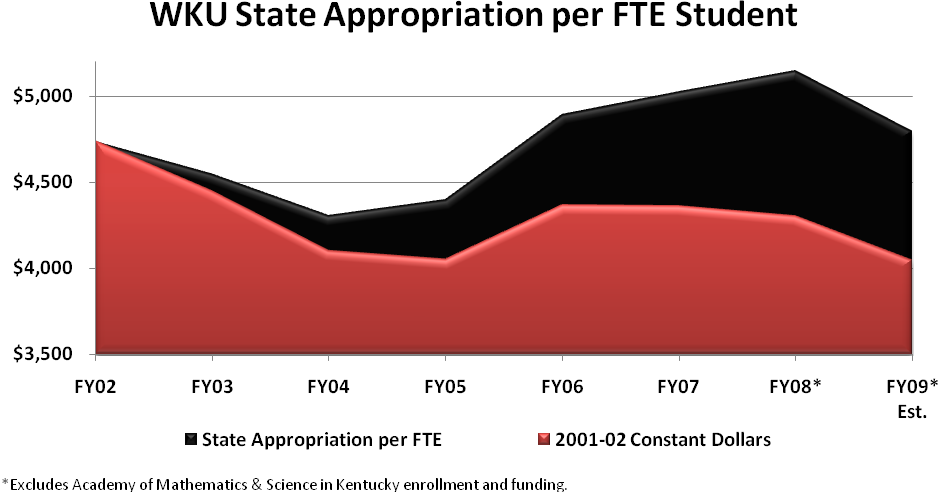 WKU State Appropriation per FTE Student
$5,000
$4,500
$4,000
$3,500
FY02 FY03 FY04 FY05 FY06 FY07 FY08* FY09*
Est.
State Appropriation per FTE 2001-02 Constant Dollars
*Excludes Academy of Mathematics & Science in Kentucky enrollment and funding.